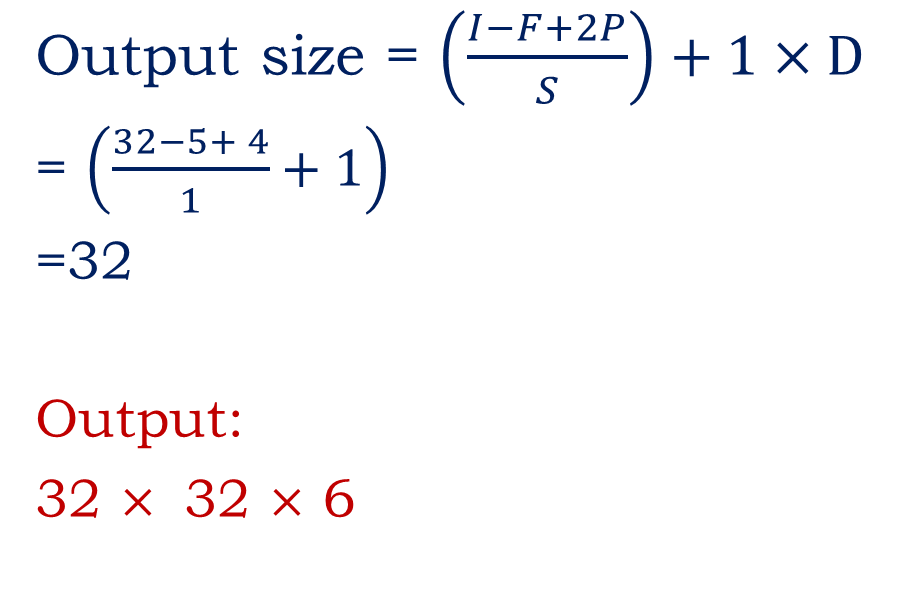 Output size = (I−F+2P / S) + 1 × D
= (32−5+ 4 / 1 + 1)
=32
Output:
32 × 32 × 6